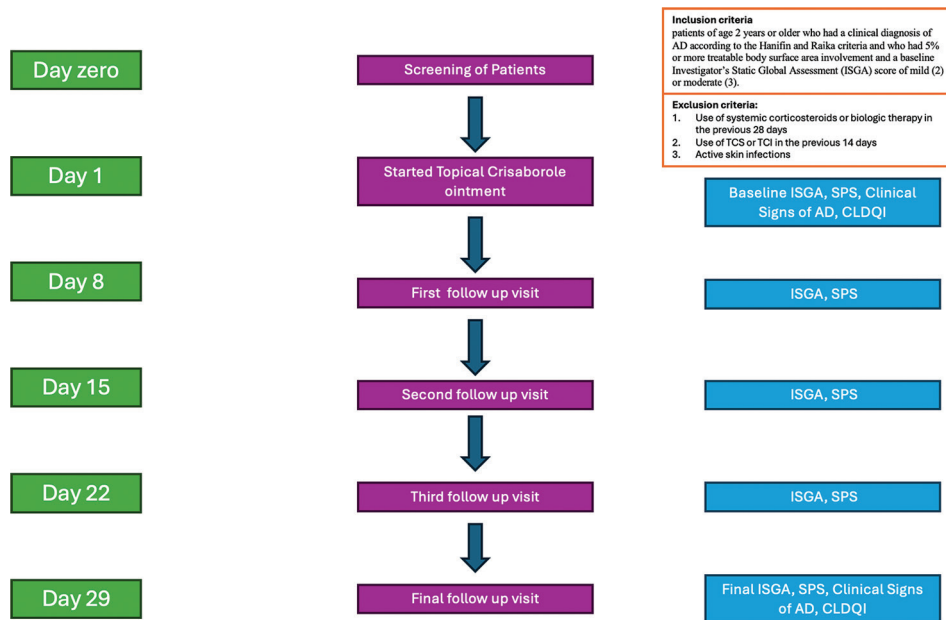 Inclusion criteria
patients of age 2 years or older who had a clinical diagnosis of
AD according to the Hanifin and Raika criteria and who had 5%
or more treatable body surface area involvement and a baseline
Investigator's Static Global Assessment (ISGA) score of mild (2)
or moderate (3).
Exclusion criteria:
1. Use of systemic corticosteroids or biologic therapy in
the previous 28 days
2. Use of TCS or TCI in the previous 14 days
3. Active skin infections
Day zero
Screening of Patients
Day 1
Started Topical Crisaborole
ointment
Baseline ISGA, SPS, Clinical
Signs of AD, CLDQI
Day 8
First follow up visit
ISGA, SPS
Day 15
Second follow up visit
ISGA, SPS
Day 22
Third follow up visit
ISGA, SPS
Day 29
Final follow up visit
Final ISGA, SPS, Clinical Signs
of AD, CLDQI